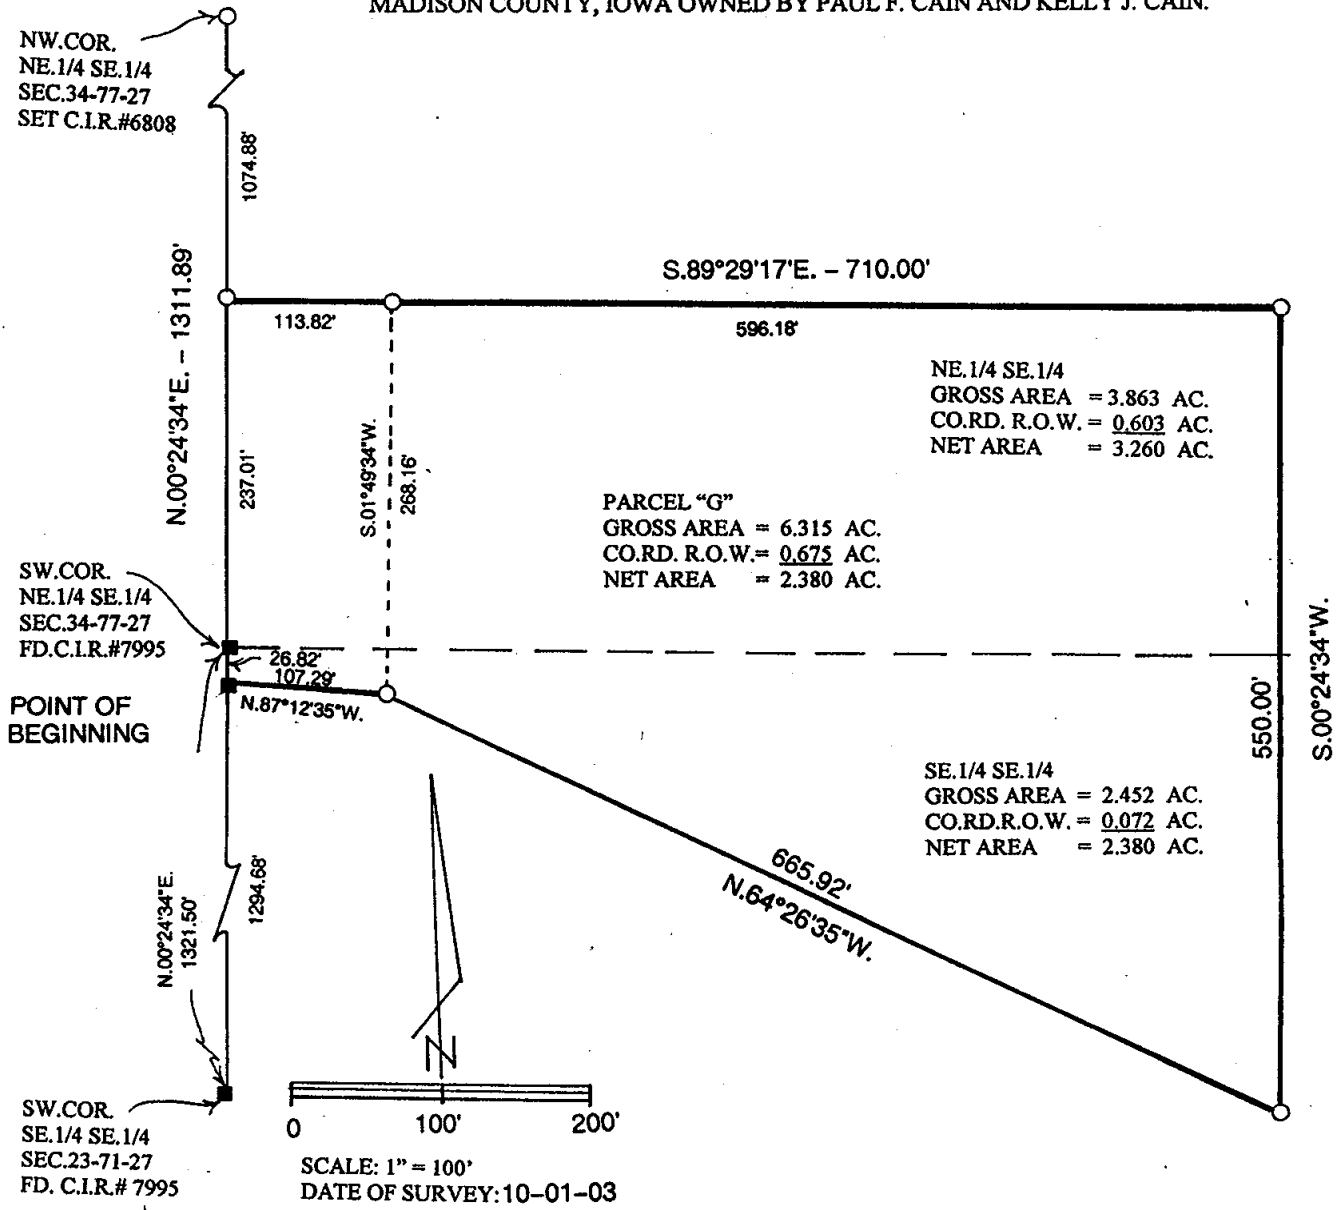 MADISON COUNTY, IOWA OWNED BY PAUL F. CAIN AND KELLY J. CAIN.
NW.COR.
NE.1/4 SE.1/4
SEC.34-77-27
SET C.I.R.#6808
1074.88'
N.00°24'34"E. – 1311.89'
S.89°29'17'E. – 710.00'
113.82'
596.18'
237.01'
S.01°49'34"W.
268.16'
NE.1/4 SE.1/4
GROSS AREA = 3.863 AC.
CO.RD. R.O.W. = 0.603 AC.
NET AREA = 3.260 AC.
PARCEL "G"
GROSS AREA = 6.315 AC.
CO.RD. R.O.W.= 0.675 AC.
NET AREA = 2.380 AC.
SW.COR.
NE.1/4 SE.1/4
SEC.34-77-27
FD.C.I.R.#7995
26.82'
107.29'
N.87°12'35"W.
POINT OF
BEGINNING
550.00'
S.00°24'34"W.
SE.1/4 SE.1/4
GROSS AREA = 2.452 AC.
CO.RD.R.O.W. = 0.072 AC.
NET AREA = 2.380 AC.
665.92'
N.64°26'35"W.
N.00°24'34"E.
1321.50'
1294.68'
N
SW.COR.
SE.1/4 SE.1/4
SEC.23-71-27
FD. C.I.R.# 7995
0 100' 200'
SCALE: 1" = 100'
DATE OF SURVEY: 10–01–03